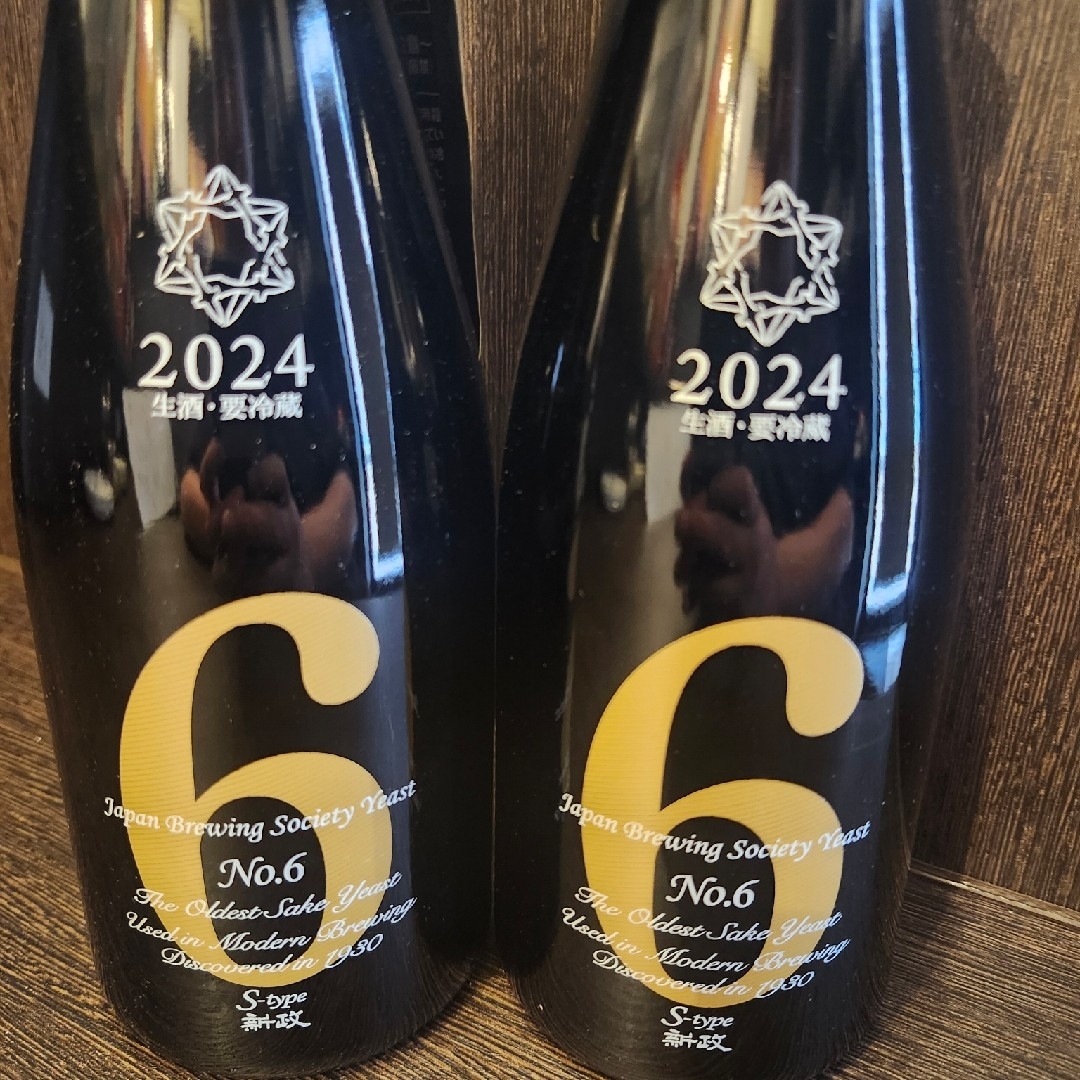 2024
生酒・要冷蔵
6
Japan Brewing Society Yeast
No.6
The Oldest Sake Yeast
Used in Modern Brewing
Discovered in 1930
S-type
新政
2024
生酒・要冷蔵
6
Japan Brewing Society Yeast
No.6
The Oldest Sake Yeast
Used in Modern Brewing
Discovered in 1930
S-type
新政